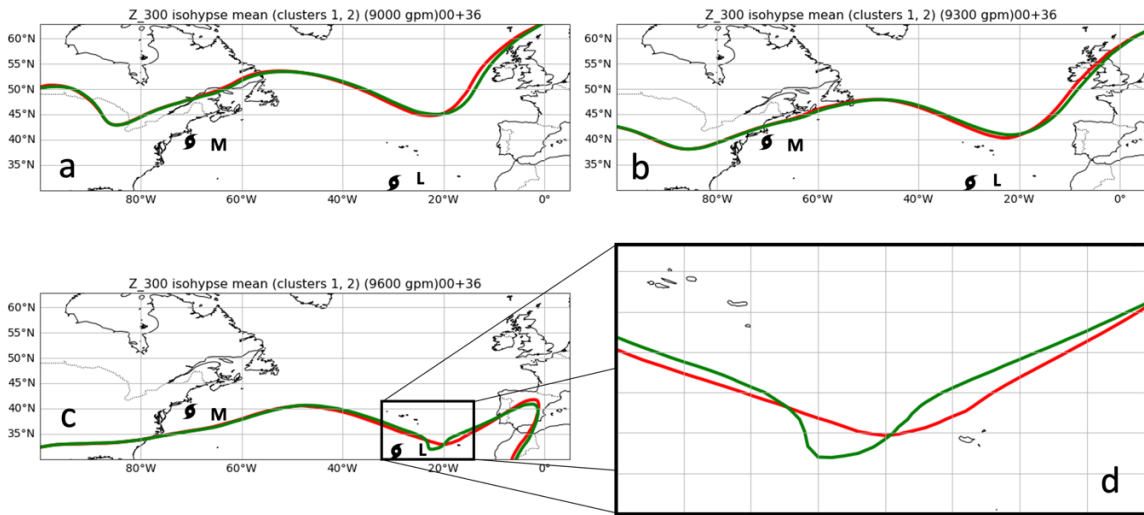 Z_300 isohypse mean (clusters 1, 2) (9000 gpm)00+36
60°N
55°N
50°N
45°N
40°N
35°N
a
M
L
80°W 60°W 40°W 20°W 0°
Z_300 isohypse mean (clusters 1, 2) (9300 gpm)00+36
60°N
55°N
50°N
45°N
40°N
35°N
b
M
L
80°W 60°W 40°W 20°W 0°
Z_300 isohypse mean (clusters 1, 2) (9600 gpm)00+36
60°N
55°N
50°N
45°N
40°N
35°N
c
M
L
80°W 60°W 40°W 20°W 0°
d